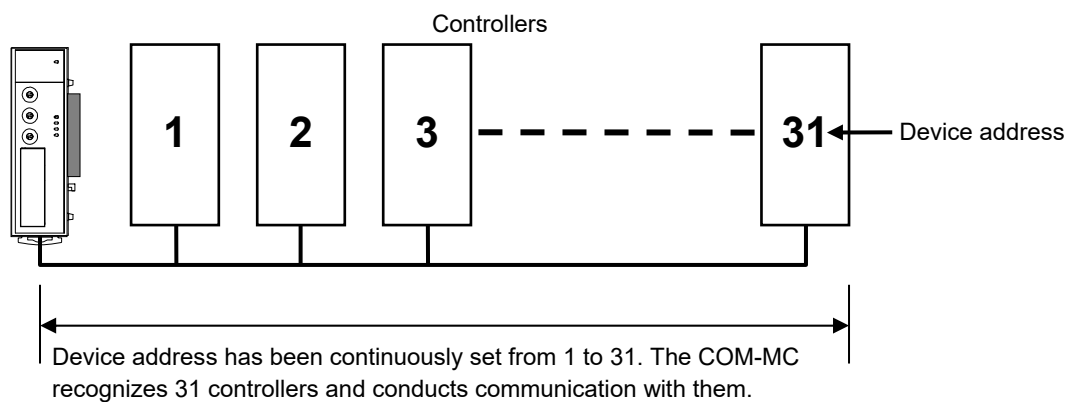 Controllers
1
2
3
31
Device address
Device address has been continuously set from 1 to 31. The COM-MC
recognizes 31 controllers and conducts communication with them.